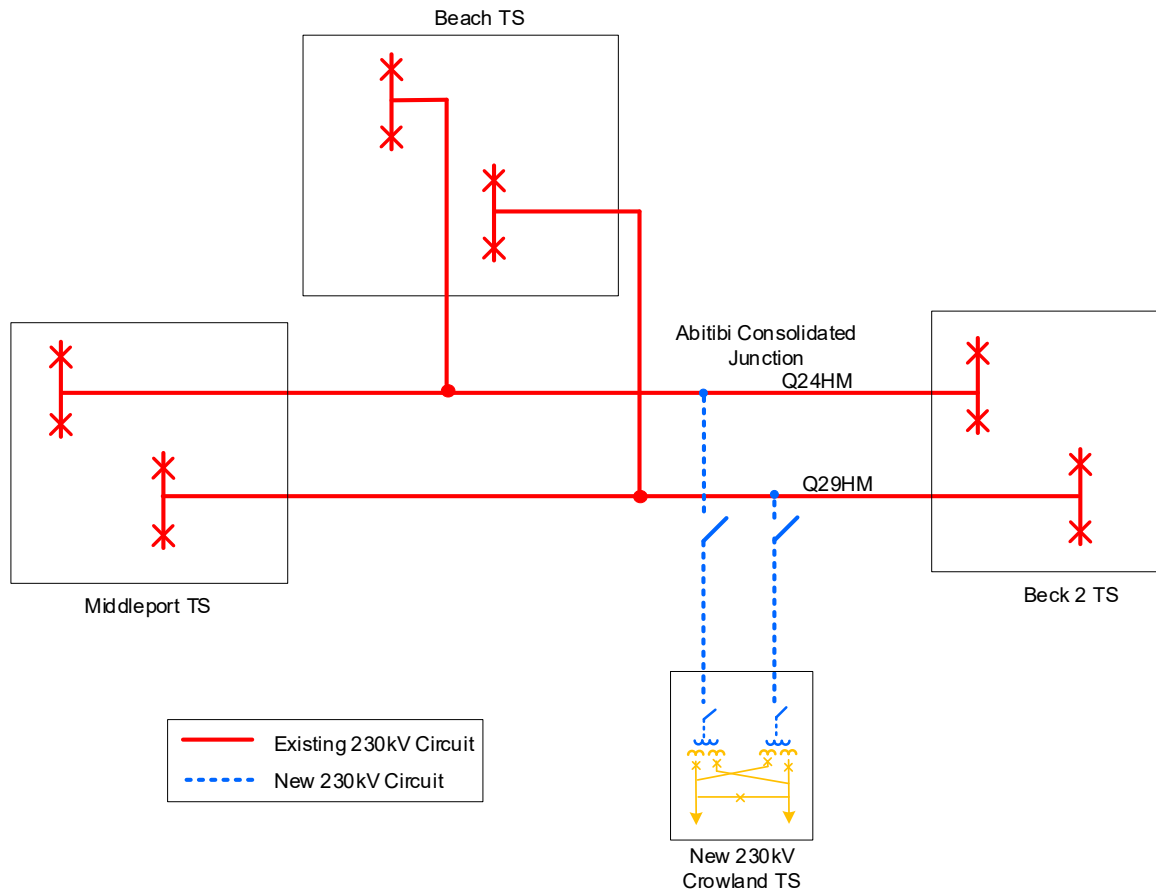 Beach TS
Abitibi Consolidated
Junction
Q24HM
Q29HM
Middleport TS
Beck 2 TS
Existing 230kV Circuit
New 230kV Circuit
New 230kV
Crowland TS